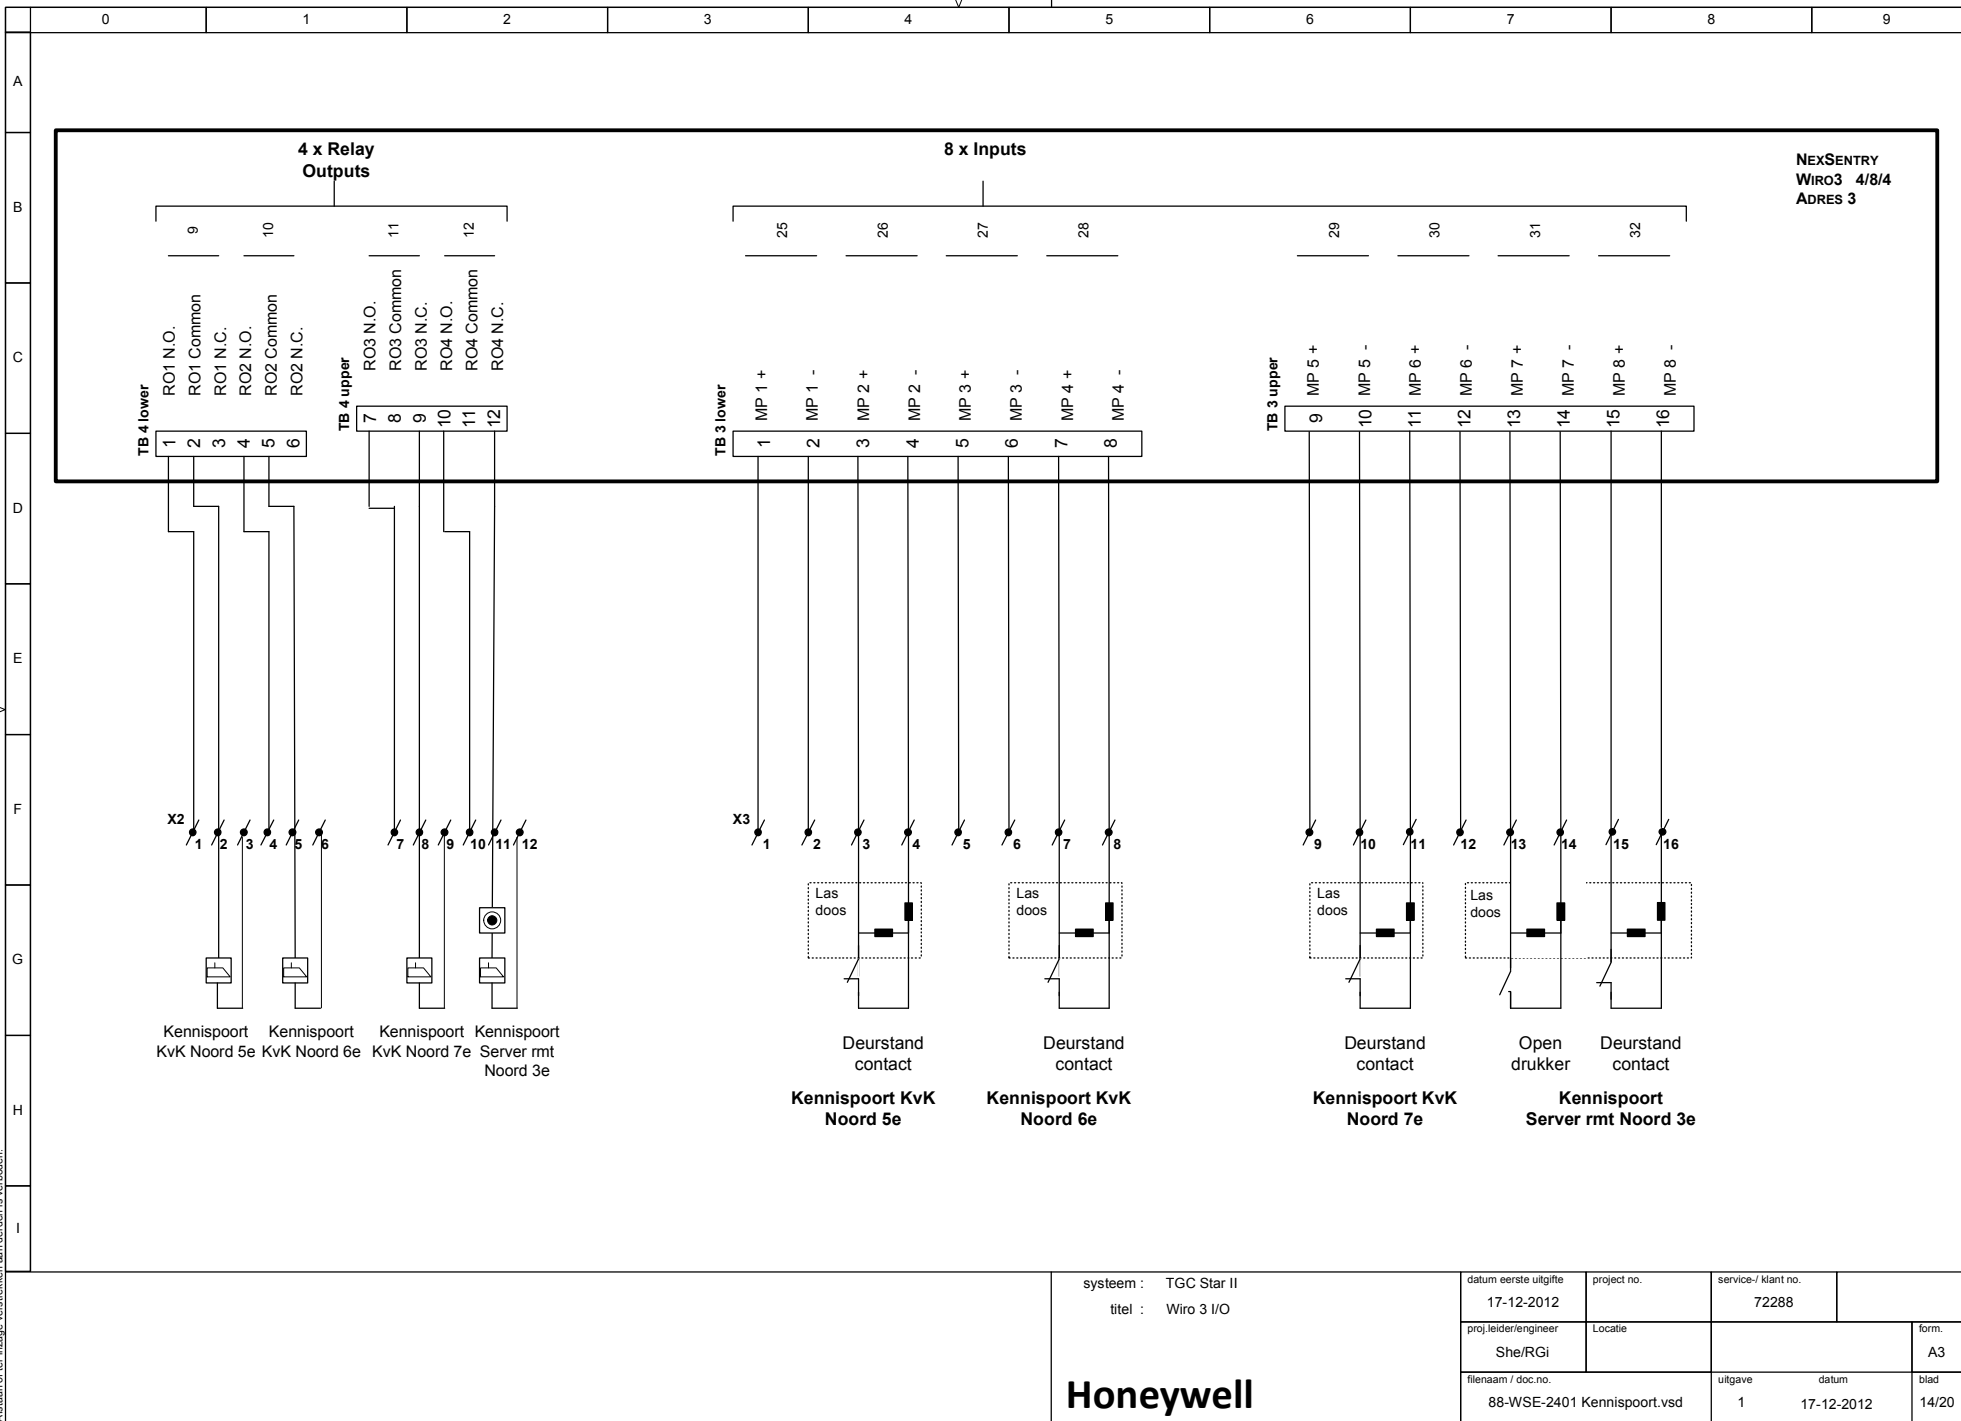 0 1 2 3 4 5 6 7 8 9
A
B
C
D
E
F
G
H
I
4 x Relay
Outputs
8 x Inputs
NEXSENTRY
WIRO3 4/8/4
ADRES 3
9 10 11 12
25 26 27 28 29 30 31 32
TB 4 lower
RO1 N.O.
RO1 Common
RO1 N.C.
RO2 N.O.
RO2 Common
RO2 N.C.
1 2 3 4 5 6
TB 4 upper
RO3 N.O.
RO3 Common
RO3 N.C.
RO4 N.O.
RO4 Common
RO4 N.C.
7 8 9 10 11 12
TB 3 lower
MP 1 +
MP 1 -
MP 2 +
MP 2 -
MP 3 +
MP 3 -
MP 4 +
MP 4 -
1 2 3 4 5 6 7 8
TB 3 upper
MP 5 +
MP 5 -
MP 6 +
MP 6 -
MP 7 +
MP 7 -
MP 8 +
MP 8 -
9 10 11 12 13 14 15 16
X2
1 2 3 4 5 6 7 8 9 10 11 12
X3
1 2 3 4 5 6 7 8 9 10 11 12 13 14 15 16
Las
doos
Las
doos
Las
doos
Las
doos
Kennispoort
KvK Noord 5e
Kennispoort
KvK Noord 6e
Kennispoort
KvK Noord 7e
Kennispoort
Server rmt
Noord 3e
Deurstand
contact
Kennispoort KvK
Noord 5e
Deurstand
contact
Kennispoort KvK
Noord 6e
Deurstand
contact
Kennispoort KvK
Noord 7e
Open
drukker
Deurstand
contact
Kennispoort
Server rmt Noord 3e
systeem : TGC Star II
titel : Wiro 3 I/O
Honeywell
datum eerste uitgifte
17-12-2012
project no.
service-/ klant no.
72288
proj.leider/engineer
She/RGi
Locatie
form.
A3
filenaam / doc.no.
88-WSE-2401 Kennispoort.vsd
uitgave
1
datum
17-12-2012
blad
14/20